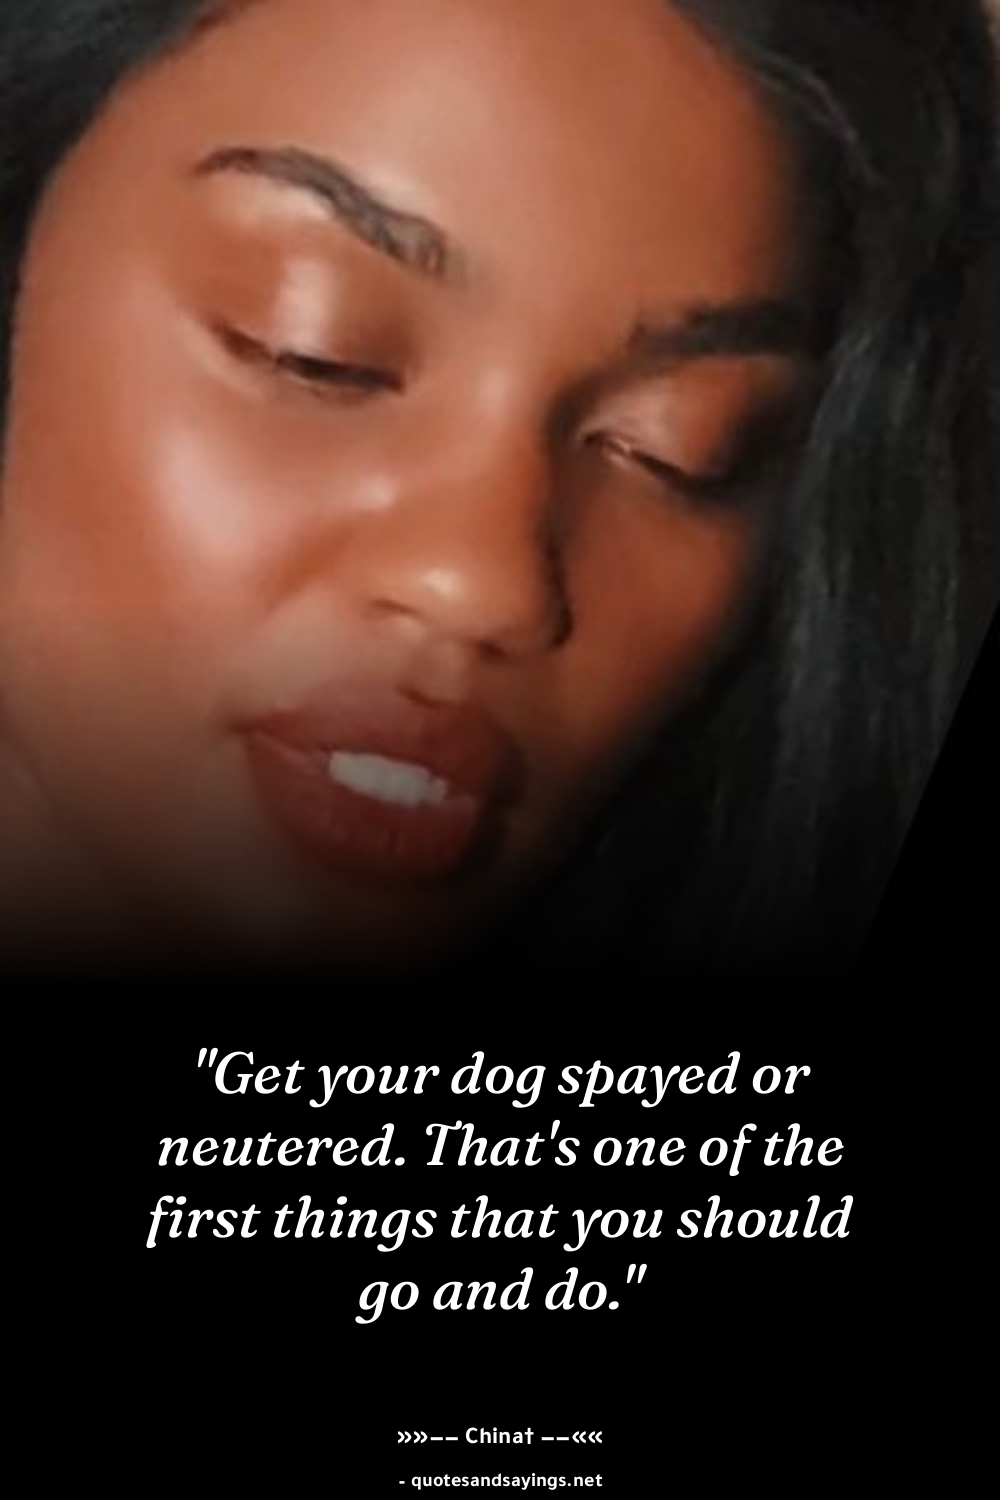 "Get your dog spayed or
neutered. That's one of the
first things that you should
go and do."
»»–– China† ––««
- quotesandsayings.net